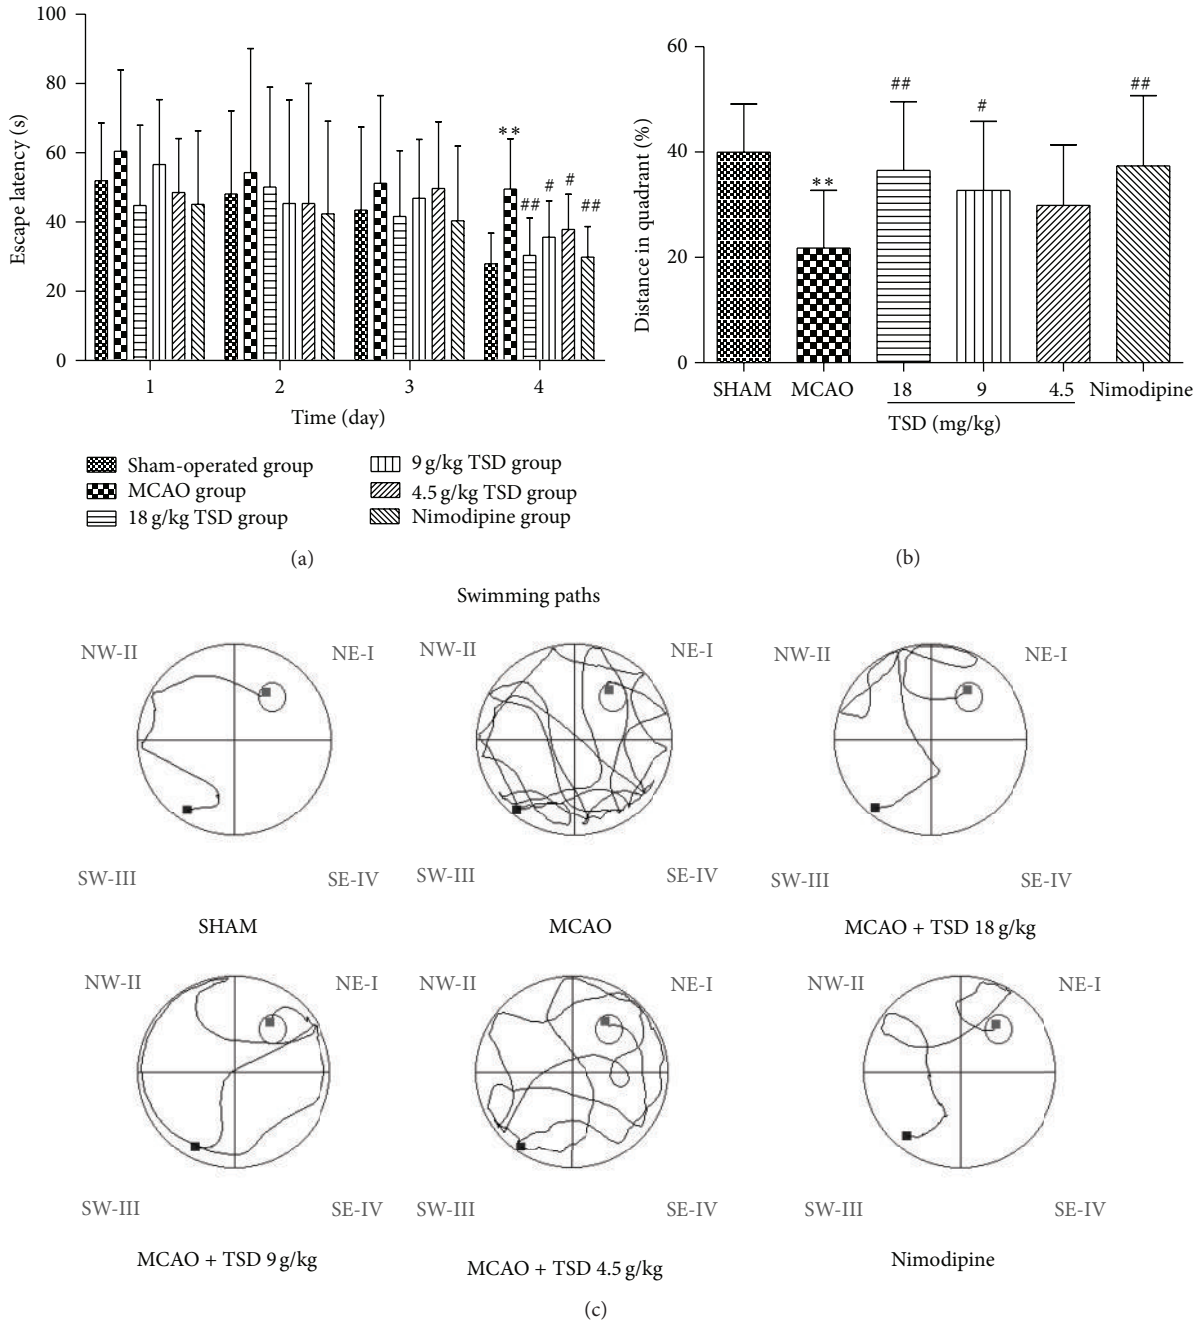 100
80
60
40
20
0
Escape latency (s)
**
##
#
#
##
1 2 3 4
Time (day)
Sham-operated group
MCAO group
18 g/kg TSD group
9 g/kg TSD group
4.5 g/kg TSD group
Nimodipine group
(a)
60
40
20
0
Distance in quadrant (%)
**
##
#
##
SHAM MCAO 18 9 4.5 Nimodipine
TSD (mg/kg)
(b)
Swimming paths
NW-II NE-I
SW-III SE-IV
SHAM
NW-II NE-I
SW-III SE-IV
MCAO
NW-II NE-I
SW-III SE-IV
MCAO + TSD 18 g/kg
NW-II NE-I
SW-III SE-IV
MCAO + TSD 9 g/kg
NW-II NE-I
SW-III SE-IV
MCAO + TSD 4.5 g/kg
NW-II NE-I
SW-III SE-IV
Nimodipine
(c)